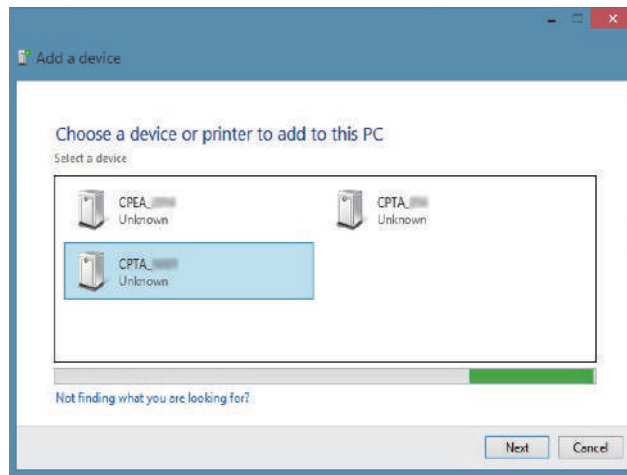 Add a device
Choose a device or printer to add to this PC
Select a device
CPEA_
Unknown
CPTA_
Unknown
CPTA_
Unknown
Not finding what you are looking for?
Next
Cancel